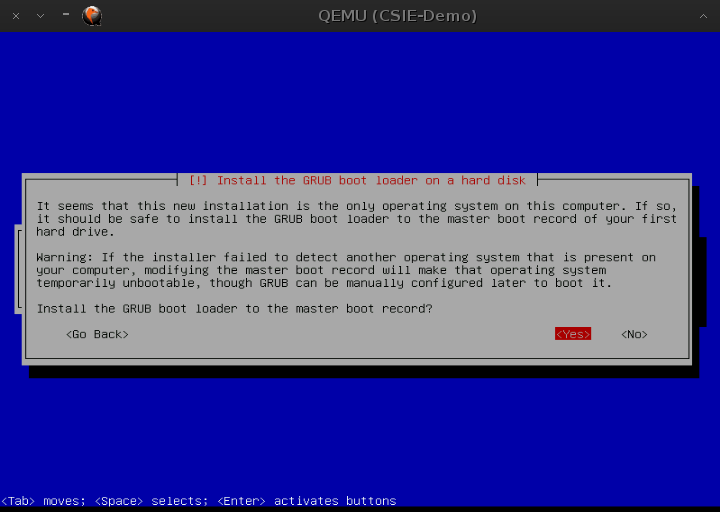 QEMU (CSIE-Demo)
[!] Install the GRUB boot loader on a hard disk
It seems that this new installation is the only operating system on this computer. If so,
it should be safe to install the GRUB boot loader to the master boot record of your first
hard drive.
Warning: If the installer failed to detect another operating system that is present on
your computer, modifying the master boot record will make that operating system
temporarily unbootable, though GRUB can be manually configured later to boot it.
Install the GRUB boot loader to the master boot record?
<Go Back> <Yes> <No>
<Tab> moves; <Space> selects; <Enter> activates buttons